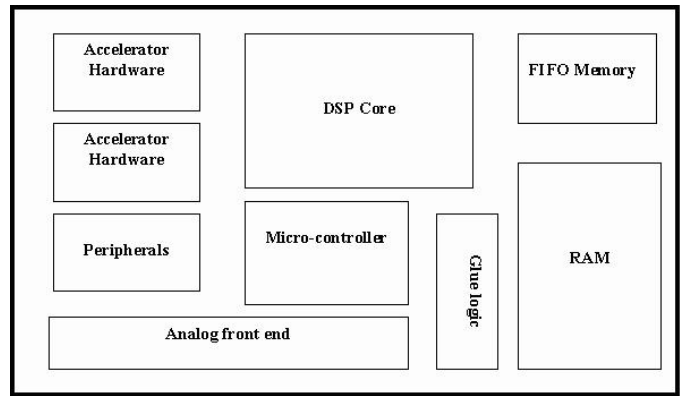 Accelerator
Hardware
DSP Core
FIFO Memory
Accelerator
Hardware
Peripherals
Micro-controller
Glue logic
RAM
Analog front end